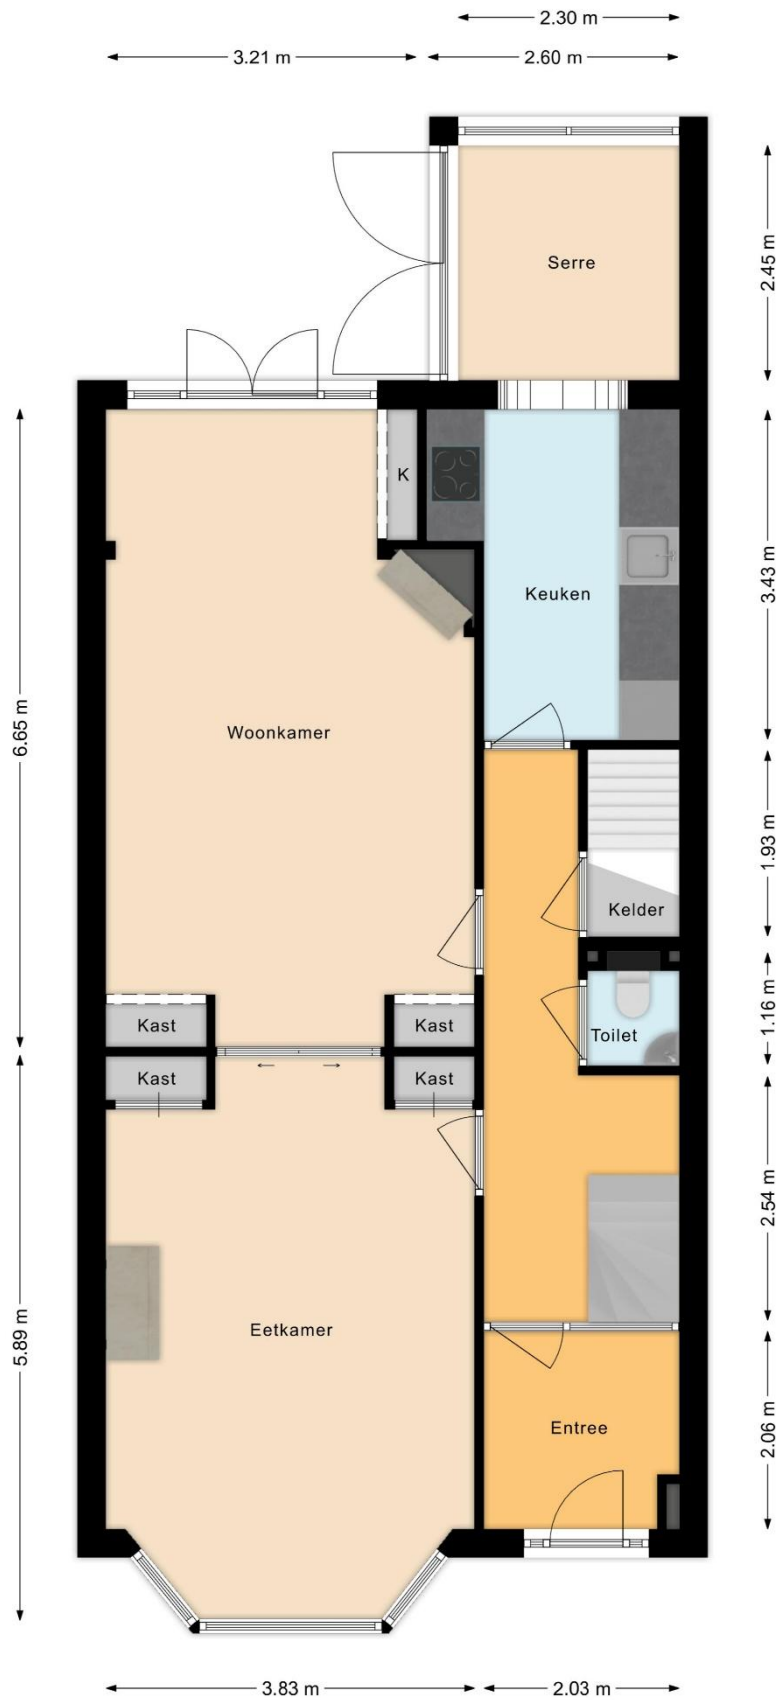 2.30 m
3.21 m
2.60 m
2.45 m
Serre
K
3.43 m
Keuken
6.65 m
Woonkamer
1.93 m
Kelder
1.16 m
Toilet
Kast
Kast
Kast
Kast
2.54 m
5.89 m
Eetkamer
2.06 m
Entree
3.83 m
2.03 m